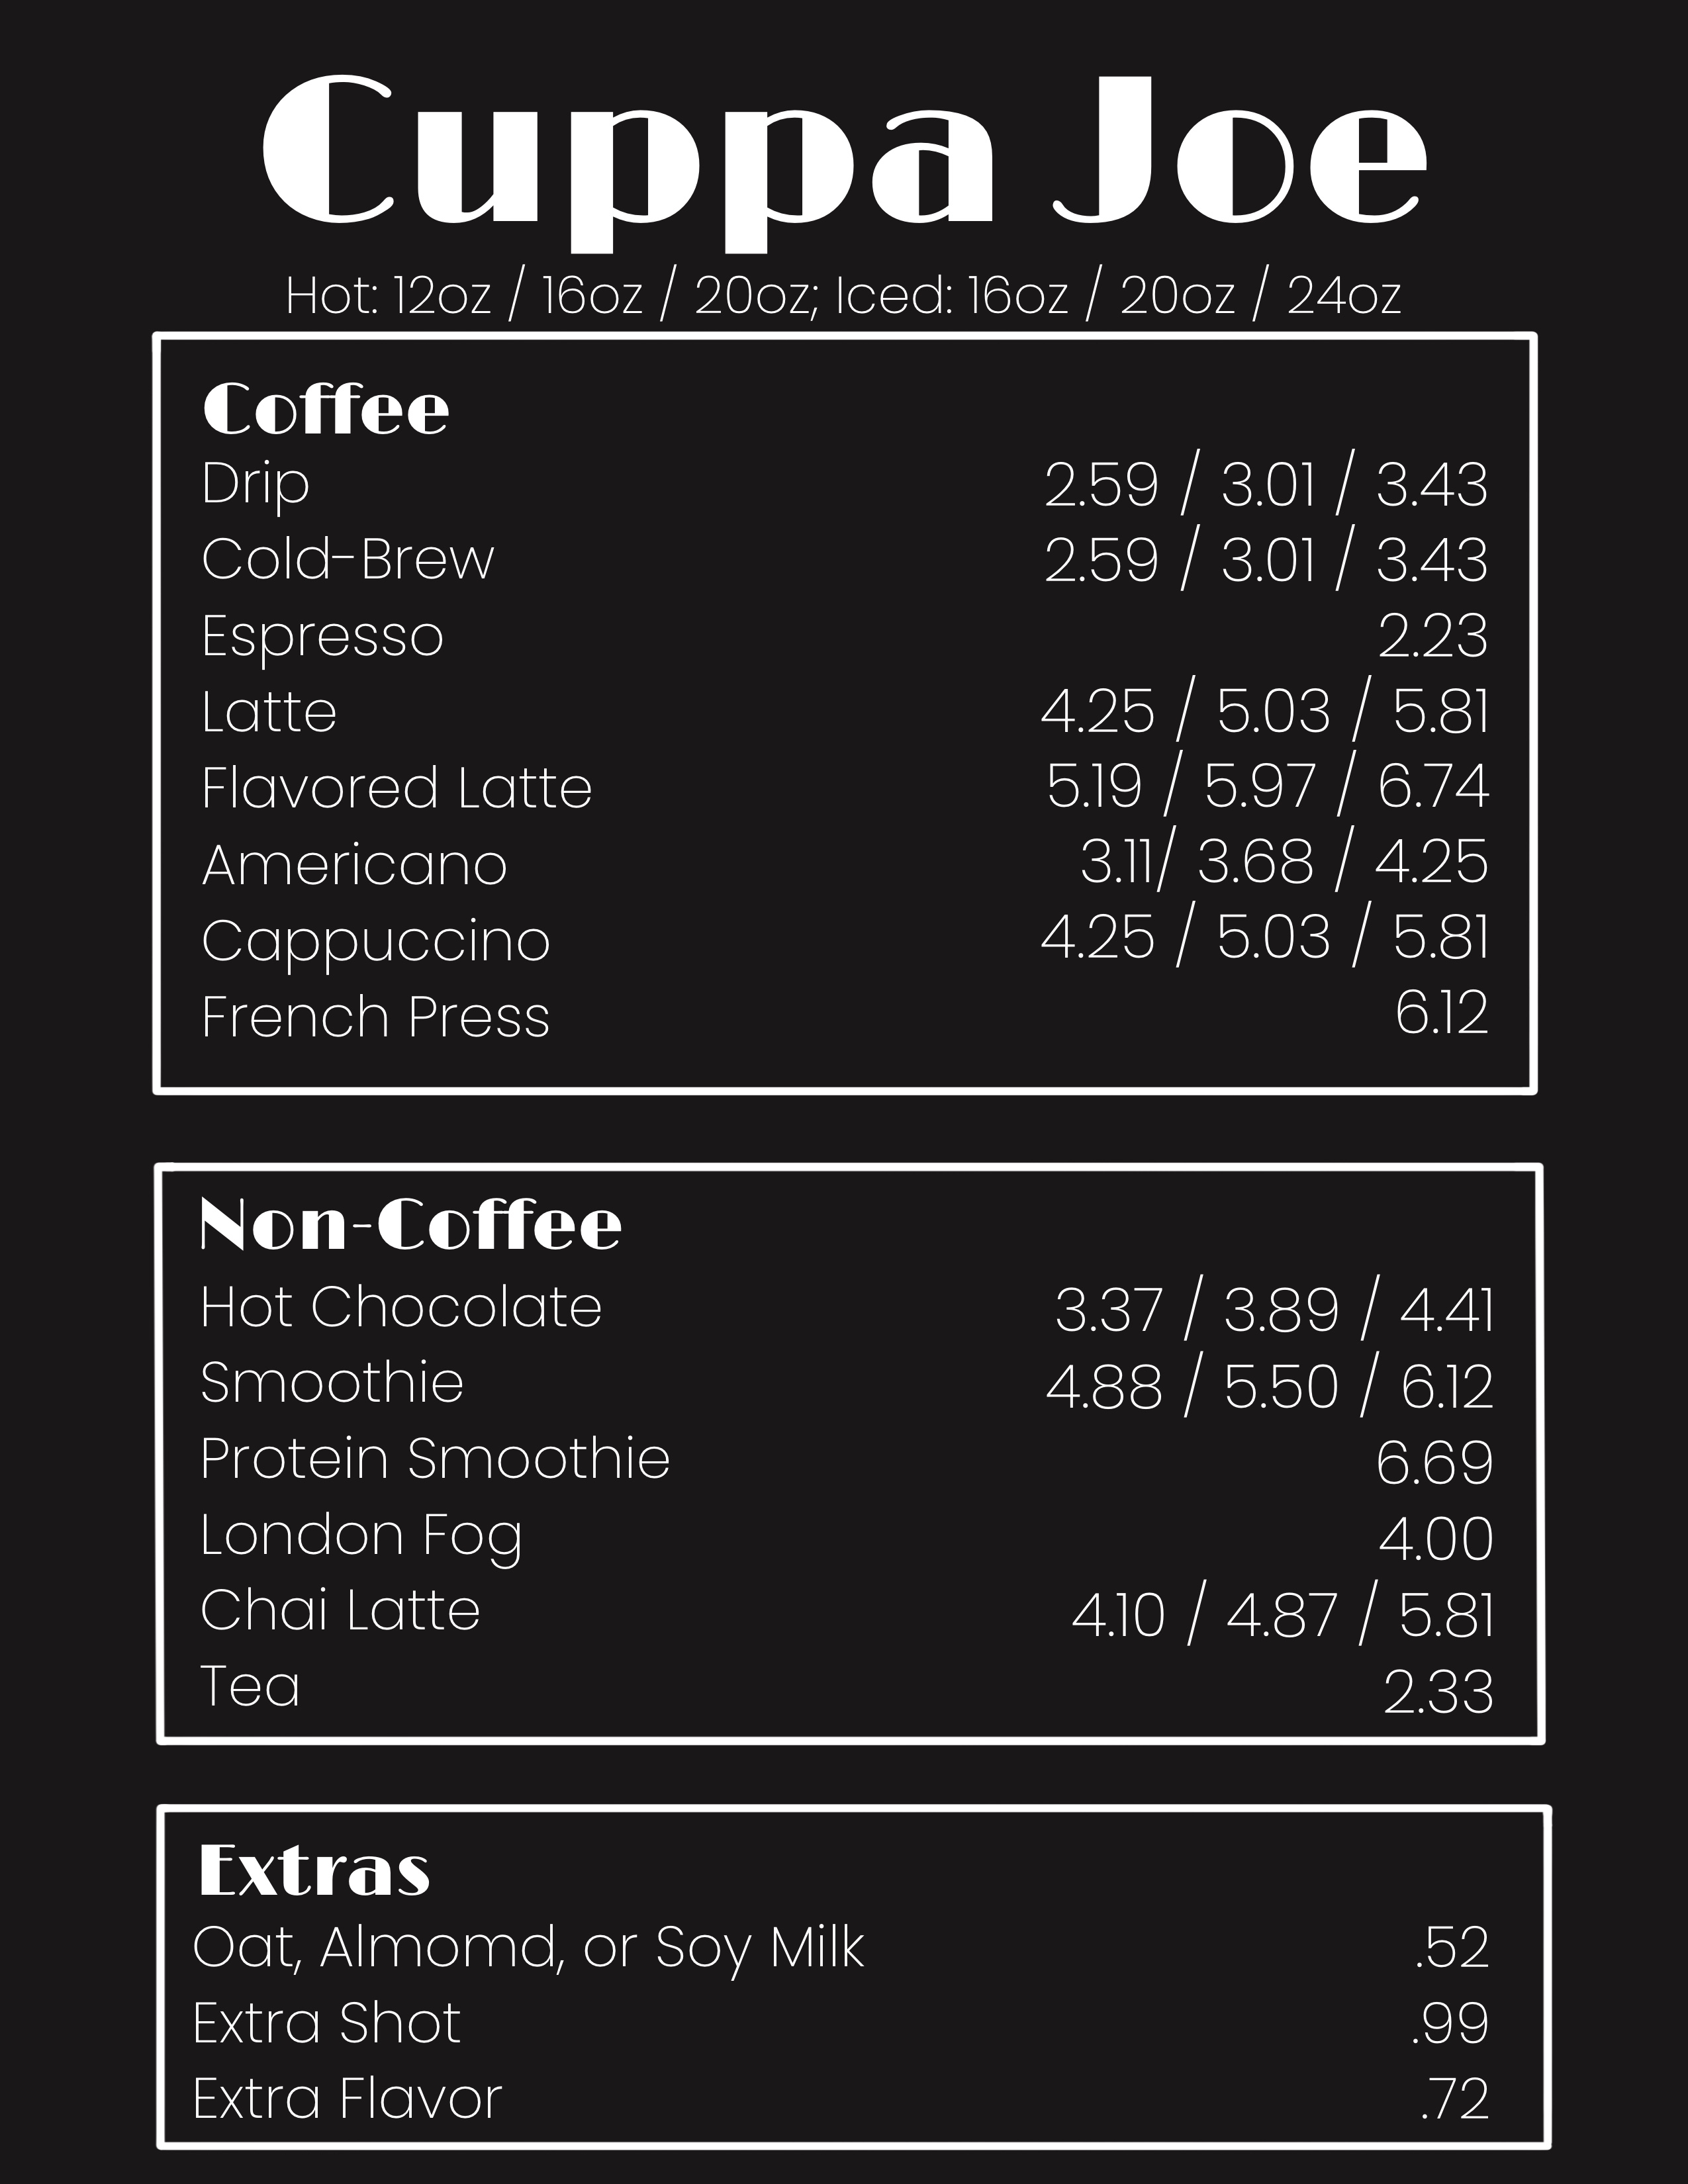 Cuppa Joe
Hot: 12oz / 16oz / 20oz; Iced: 16oz / 20oz / 24oz
Coffee
Drip 2.59 / 3.01 / 3.43
Cold-Brew 2.59 / 3.01 / 3.43
Espresso 2.23
Latte 4.25 / 5.03 / 5.81
Flavored Latte 5.19 / 5.97 / 6.74
Americano 3.11/ 3.68 / 4.25
Cappuccino 4.25 / 5.03 / 5.81
French Press 6.12
Non-Coffee
Hot Chocolate 3.37 / 3.89 / 4.41
Smoothie 4.88 / 5.50 / 6.12
Protein Smoothie 6.69
London Fog 4.00
Chai Latte 4.10 / 4.87 / 5.81
Tea 2.33
Extras
Oat, Almomd, or Soy Milk .52
Extra Shot .99
Extra Flavor .72